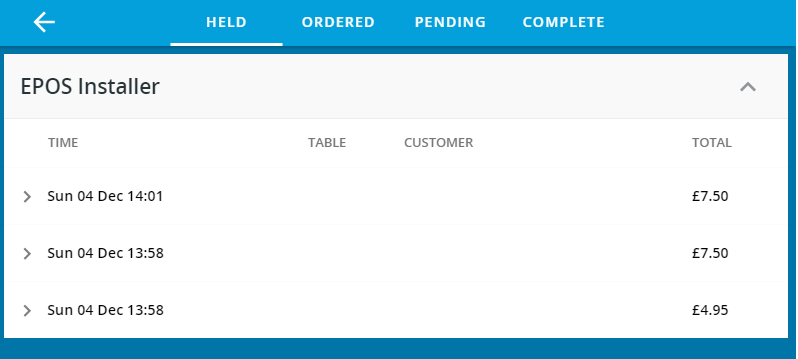 HELD ORDERED PENDING COMPLETE
EPOS Installer
TIME TABLE CUSTOMER TOTAL
Sun 04 Dec 14:01 £7.50
Sun 04 Dec 13:58 £7.50
Sun 04 Dec 13:58 £4.95